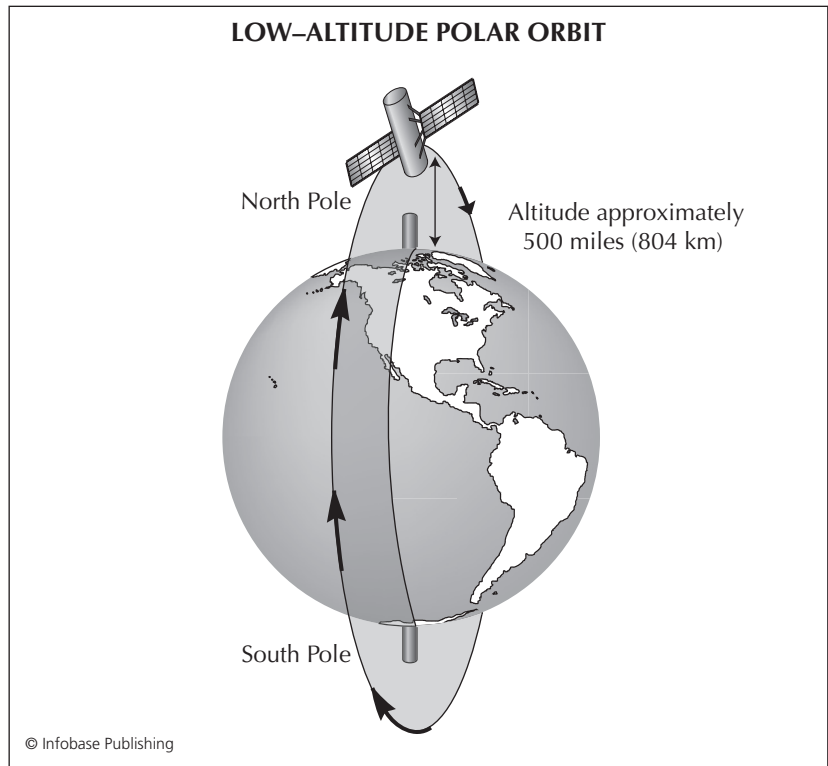 LOW–ALTITUDE POLAR ORBIT
North Pole
Altitude approximately
500 miles (804 km)
South Pole
© Infobase Publishing